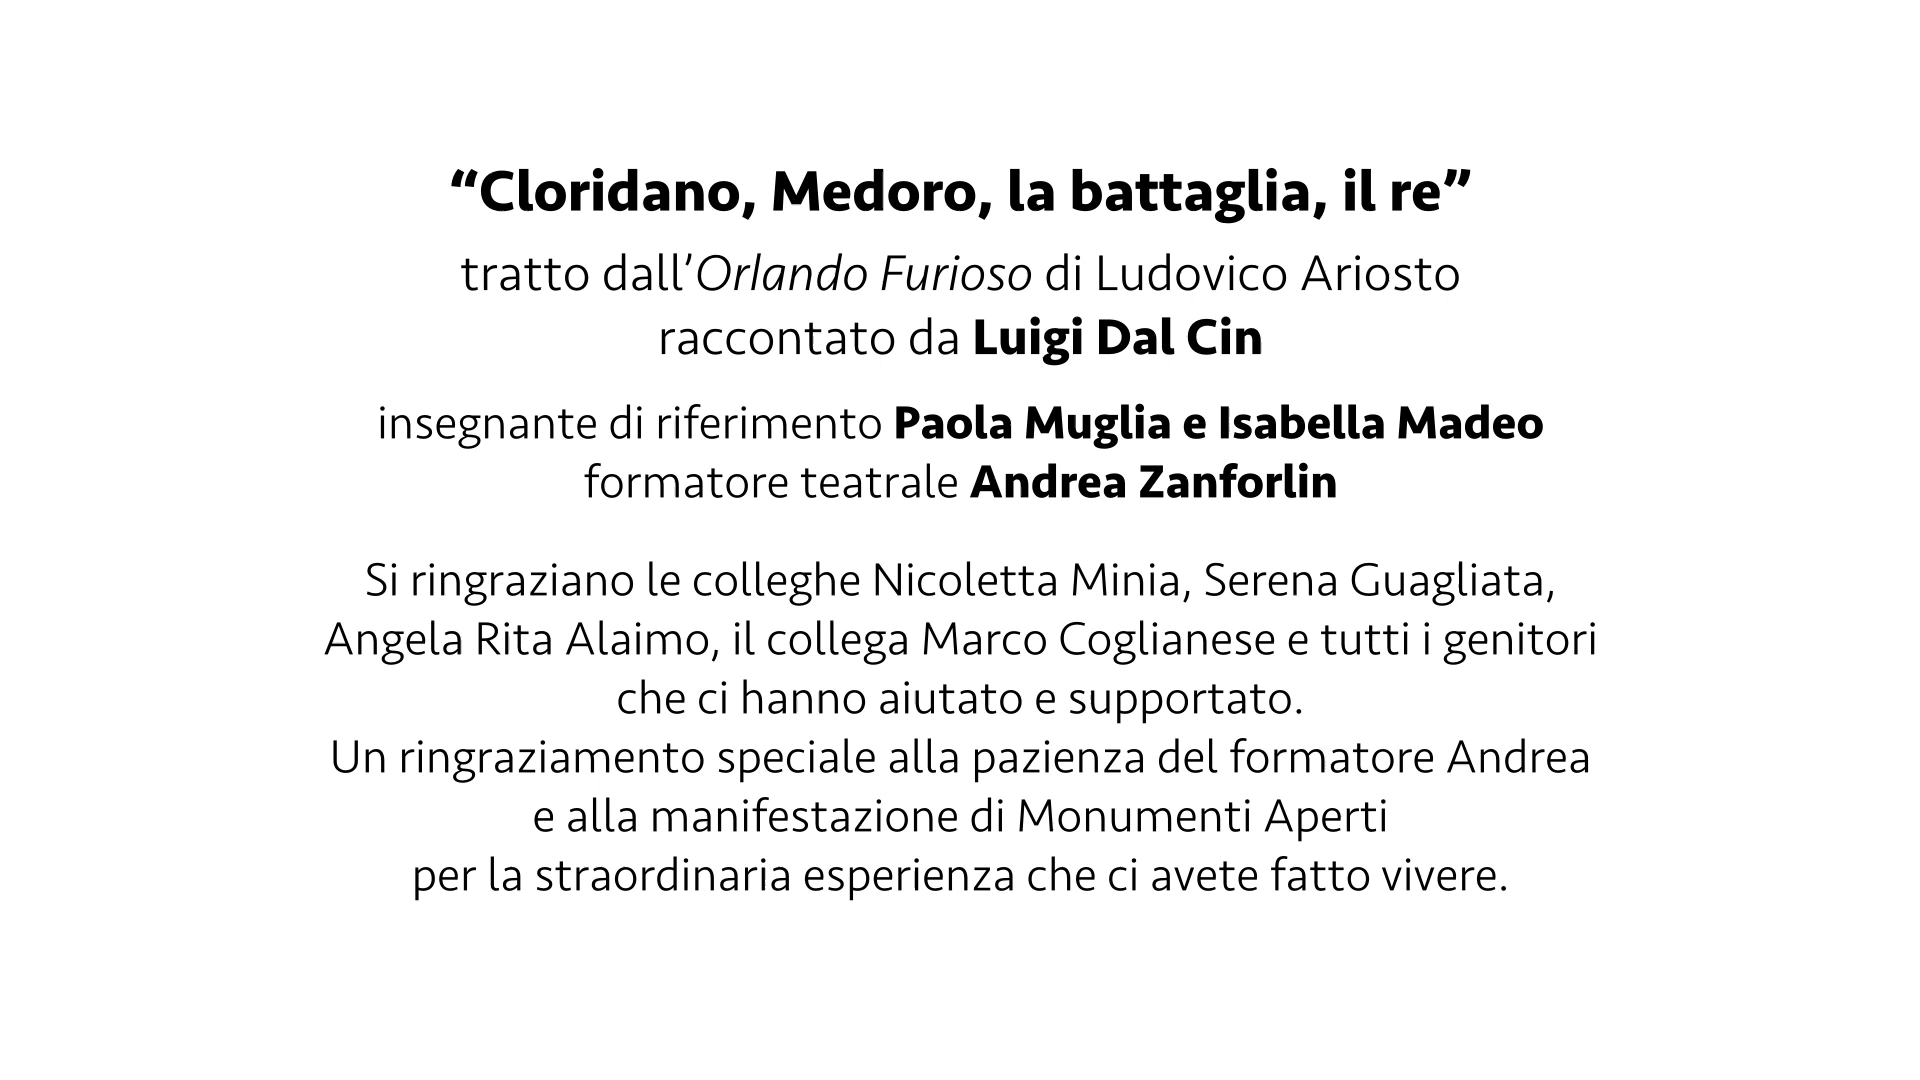 “Cloridano, Medoro, la battaglia, il re”
tratto dall’Orlando Furioso di Ludovico Ariosto
raccontato da Luigi Dal Cin
insegnante di riferimento Paola Muglia e Isabella Madeo
formatore teatrale Andrea Zanforlin
Si ringraziano le colleghe Nicoletta Minia, Serena Guagliata,
Angela Rita Alaimo, il collega Marco Coglianese e tutti i genitori
che ci hanno aiutato e supportato.
Un ringraziamento speciale alla pazienza del formatore Andrea
e alla manifestazione di Monumenti Aperti
per la straordinaria esperienza che ci avete fatto vivere.